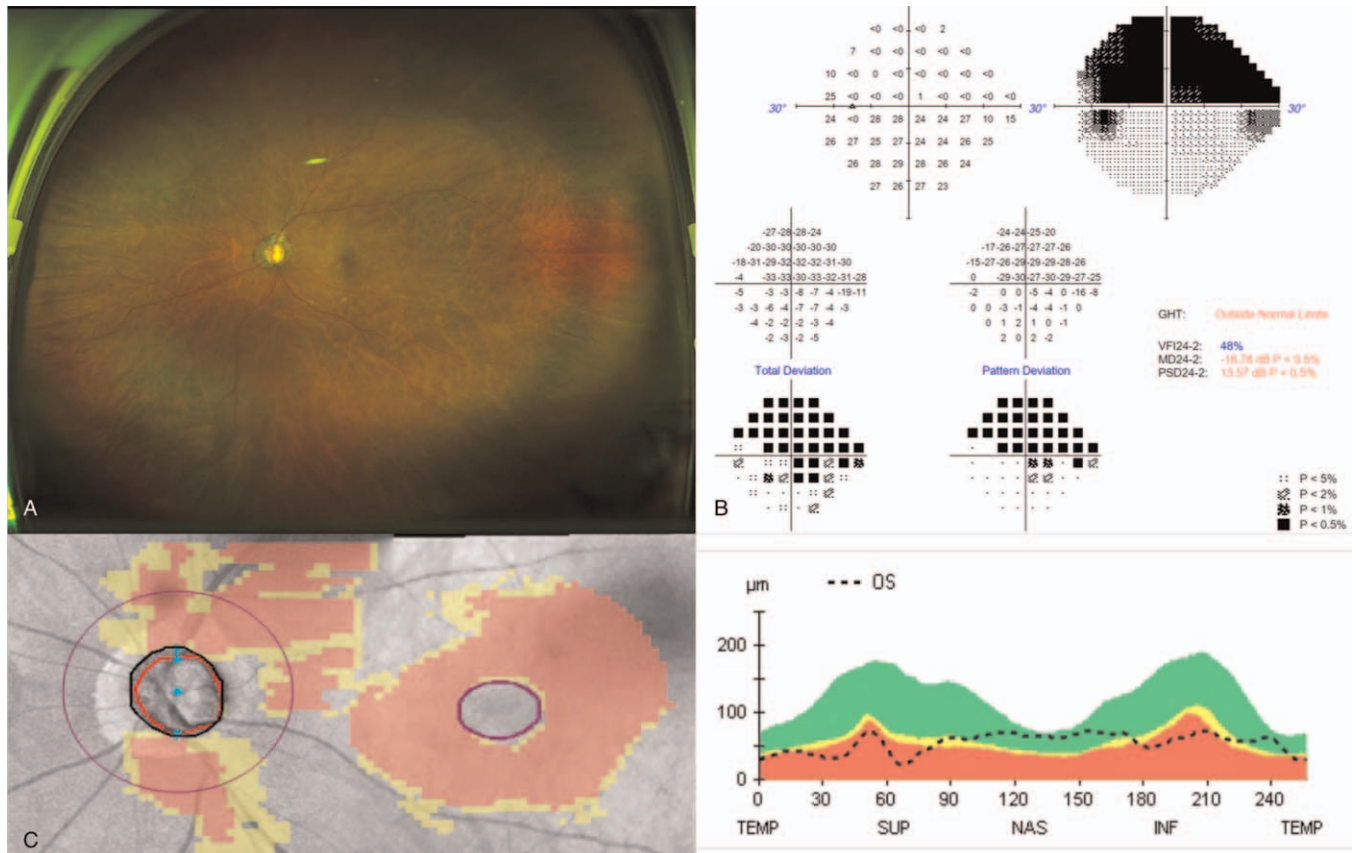 A
<0 <0 <0 2
7 <0 <0 <0 <0 <0
10 <0 0 <0 <0 <0 <0 <0
25 <0 <0 <0 1 <0 <0 <0 <0
30° 30° 30° 30°
24 <0 28 28 24 24 27 10 15
26 27 25 27 24 24 26 25
26 28 29 28 26 24
27 26 27 23
-27 -28 -28 -24
-20 -30 -30 -30 -30 -30
-18 -31 -29 -32 -32 -31 -31 -30
-4 -33 -33 -30 -33 -32 -31 -28
-5 -3 -3 -8 -7 -4 -19 -11
-3 -3 -6 -4 -7 -7 -4 -3
-4 -2 -2 -3 -4
-2 -3 -2 -5
-24 -24 -25 -20
-17 -26 -27 -27 -27 -26
-15 -27 -26 -29 -29 -27 -28 -26
0 -29 -30 -27 -30 -29 -27 -25
-2 0 0 -5 -4 0 -16 -8
0 0 -3 -1 -4 -4 0 0
0 1 2 1 0 -1
2 0 2
GHT: Outside Normal Limits
VFI24-2: 48%
MD24-2: -16.78 dB P < 0.5%
PSD24-2: 13.57 dB P < 0.5%
Total Deviation
Pattern Deviation
P < 5%
P < 2%
P < 1%
P < 0.5%
B
C
µm
OS
200
100
0
0 30 60 90 120 150 180 210 240
TEMP SUP NAS INF TEMP